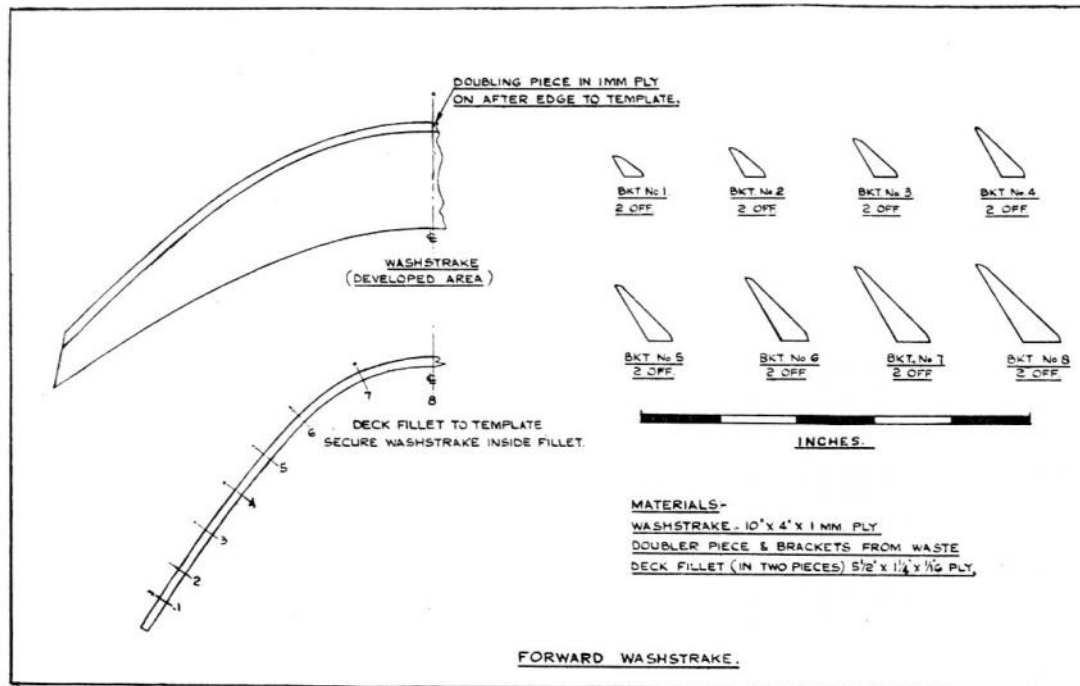 DOUBLING PIECE IN 1MM PLY
ON AFTER EDGE TO TEMPLATE.
BKT No 1.
2 OFF
BKT. No 2
2 OFF
BKT No 3
2 OFF
BKT No 4
2 OFF
℄
WASHSTRAKE
(DEVELOPED AREA)
BKT No 5
2 OFF.
BKT No 6
2 OFF
BKT. No 7
2 OFF
BKT No 8
2 OFF
℄
8
7
6
5
4
3
2
1
DECK FILLET TO TEMPLATE
SECURE WASHSTRAKE INSIDE FILLET.
INCHES.
MATERIALS:-
WASHSTRAKE - 10" x 4" x 1 MM PLY
DOUBLER PIECE & BRACKETS FROM WASTE
DECK FILLET (IN TWO PIECES) 5 1/2" x 1 1/4" x 1/16 PLY.
FORWARD WASHSTRAKE.